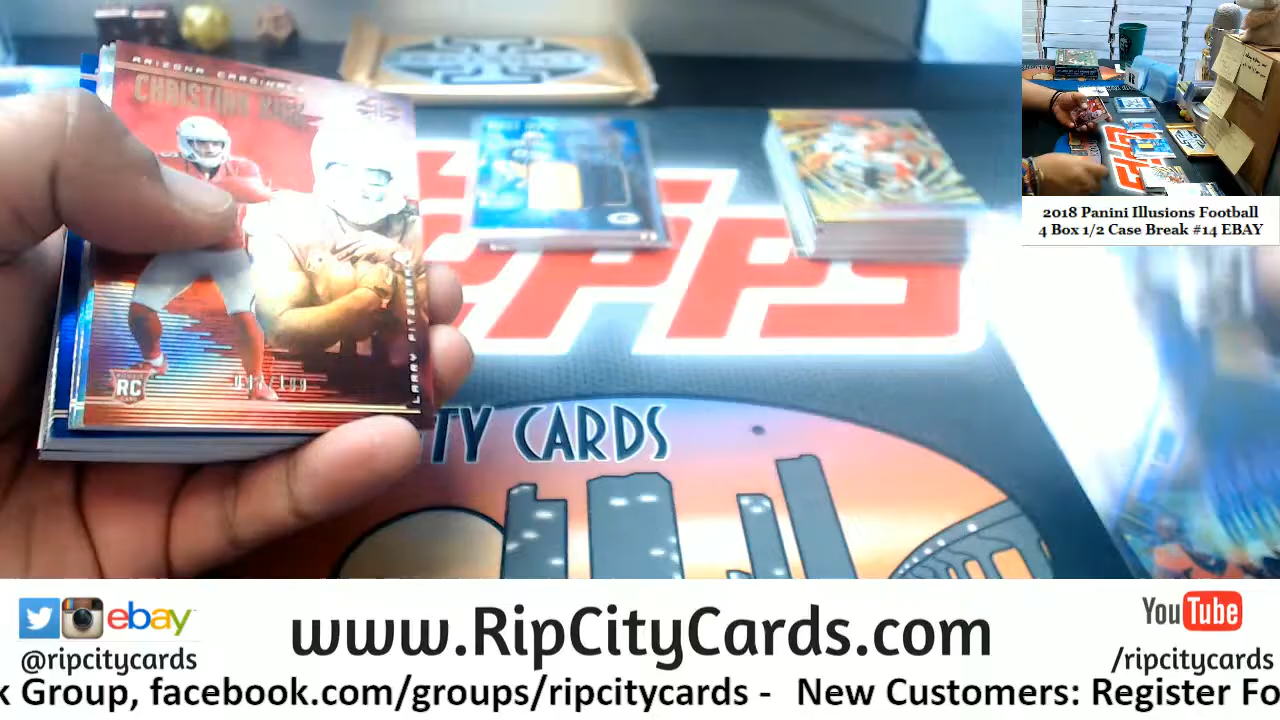 ARIZONA CARDINALS
CHRISTIAN KIRK
LARRY FITZGERALD
RC
TY CARDS
2018 Panini Illusions Football
4 Box 1/2 Case Break #14 EBAY
ebay
@ripcitycards
www.RipCityCards.com
YouTube
/ripcitycards
k Group, facebook.com/groups/ripcitycards - New Customers: Register Fo